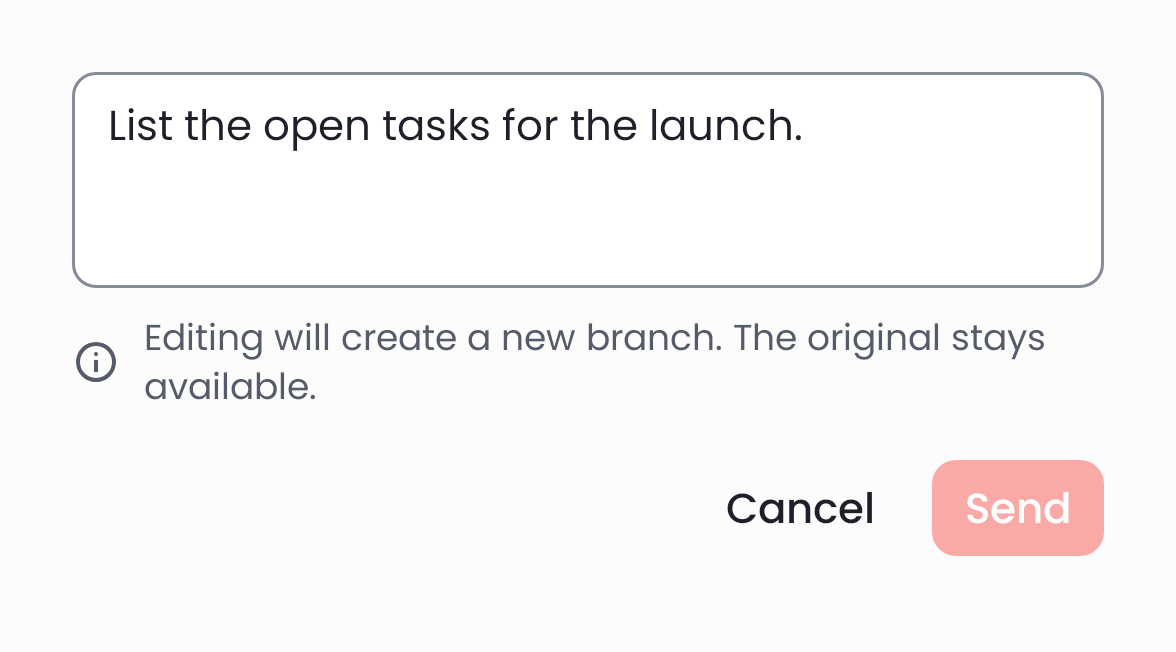 List the open tasks for the launch.
Editing will create a new branch. The original stays
available.
Cancel
Send